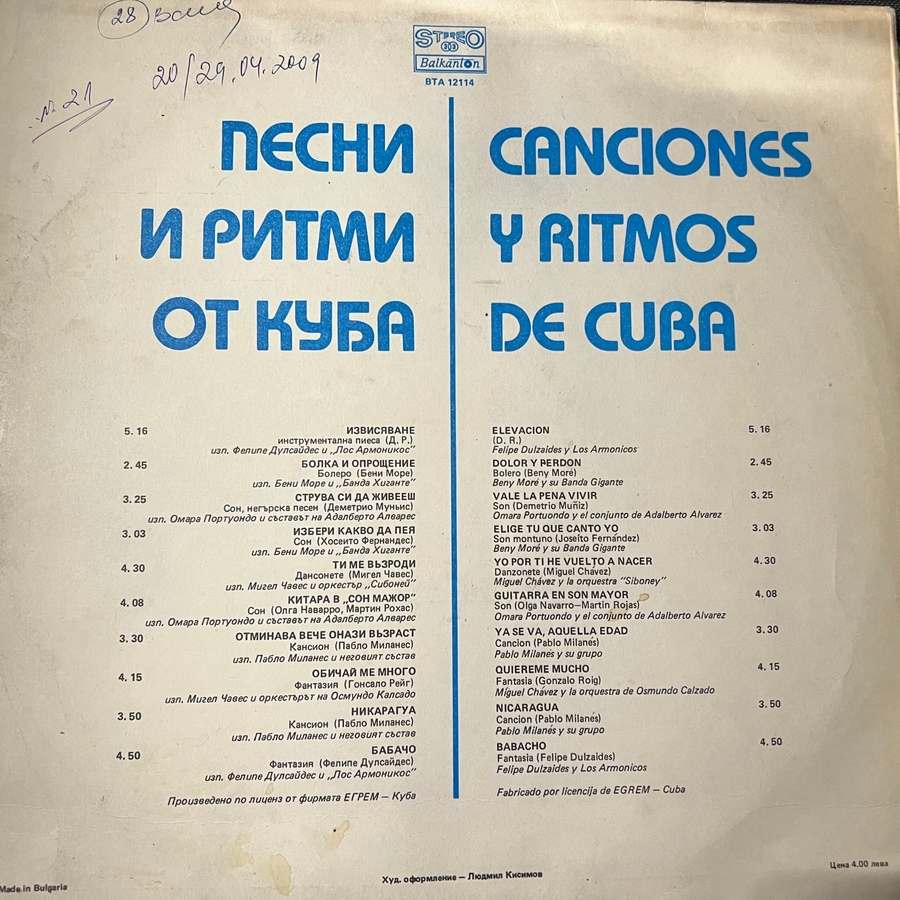 28
20/29.04.2009
№ 21
STEREO
Balkanton
BTA 12114
ПЕСНИ
И РИТМИ
ОТ КУБА
CANCIONES
Y RITMOS
DE CUBA
5. 16 ИЗВИСЯВАНЕ
инструментална пиеса (Д. Р.)
изп. Фелипе Дулсайдес и „Лос Армоникос"
2. 45 БОЛКА И ОПРОЩЕНИЕ
Болеро (Бени Море)
изп. Бени Море и „Банда Хиганте"
3. 25 СТРУВА СИ ДА ЖИВЕЕШ
Сон, негърска песен (Деметрио Муньис)
изп. Омара Портуондо и съставът на Адалберто Алварес
3. 03 ИЗБЕРИ КАКВО ДА ПЕЯ
Сон (Хосеито Фернандес)
изп. Бени Море и „Банда Хиганте"
4. 30 ТИ МЕ ВЪЗРОДИ
Дансонете (Мигел Чавес)
изп. Мигел Чавес и оркестър „Сибоней"
4. 08 КИТАРА В „СОН МАЖОР"
Сон (Олга Наварро, Мартин Рохас)
изп. Омара Портуондо и съставът на Адалберто Алварес
3. 30 ОТМИНАВА ВЕЧЕ ОНАЗИ ВЪЗРАСТ
Кансион (Пабло Миланес)
изп. Пабло Миланес и неговият състав
4. 15 ОБИЧАЙ МЕ МНОГО
Фантазия (Гонсало Рейг)
изп. Мигел Чавес и оркестърът на Осмундо Калсадо
3. 50 НИКАРАГУА
Кансион (Пабло Миланес)
изп. Пабло Миланес и неговият състав
4. 50 БАБАЧО
Фантазия (Фелипе Дулсайдес)
изп. Фелипе Дулсайдес и „Лос Армоникос"
Произведено по лиценз от фирмата ЕГРЕМ – Куба
ELEVACION 5. 16
(D. R.)
Felipe Dulzaides y Los Armonicos
DOLOR Y PERDON 2. 45
Bolero (Beny Moré)
Beny Moré y su Banda Gigante
VALE LA PENA VIVIR 3. 25
Son (Demetrio Muñiz)
Omara Portuondo y el conjunto de Adalberto Alvarez
ELIGE TU QUE CANTO YO 3. 03
Son montuno (Joseíto Fernández)
Beny Moré y su Banda Gigante
YO POR TI HE VUELTO A NACER 4. 30
Danzonete (Miguel Chávez)
Miguel Chávez y la orquestra "Siboney"
GUITARRA EN SON MAYOR 4. 08
Son (Olga Navarro–Martin Rojas)
Omara Portuondo y el conjunto de Adalberto Alvarez
YA SE VA, AQUELLA EDAD 3. 30
Cancion (Pablo Milanés)
Pablo Milanés y su grupo
QUIEREME MUCHO 4. 15
Fantasia (Gonzalo Roig)
Miguel Chávez y la orquesta de Osmundo Calzado
NICARAGUA 3. 50
Cancion (Pablo Milanés)
Pablo Milanés y su grupo
BABACHO 4. 50
Fantasia (Felipe Dulzaides)
Felipe Dulzaides y Los Armonicos
Fabricado por licencija de EGREM – Cuba
Made in Bulgaria
Худ. оформление – Людмил Кисимов
Цена 4.00 лева